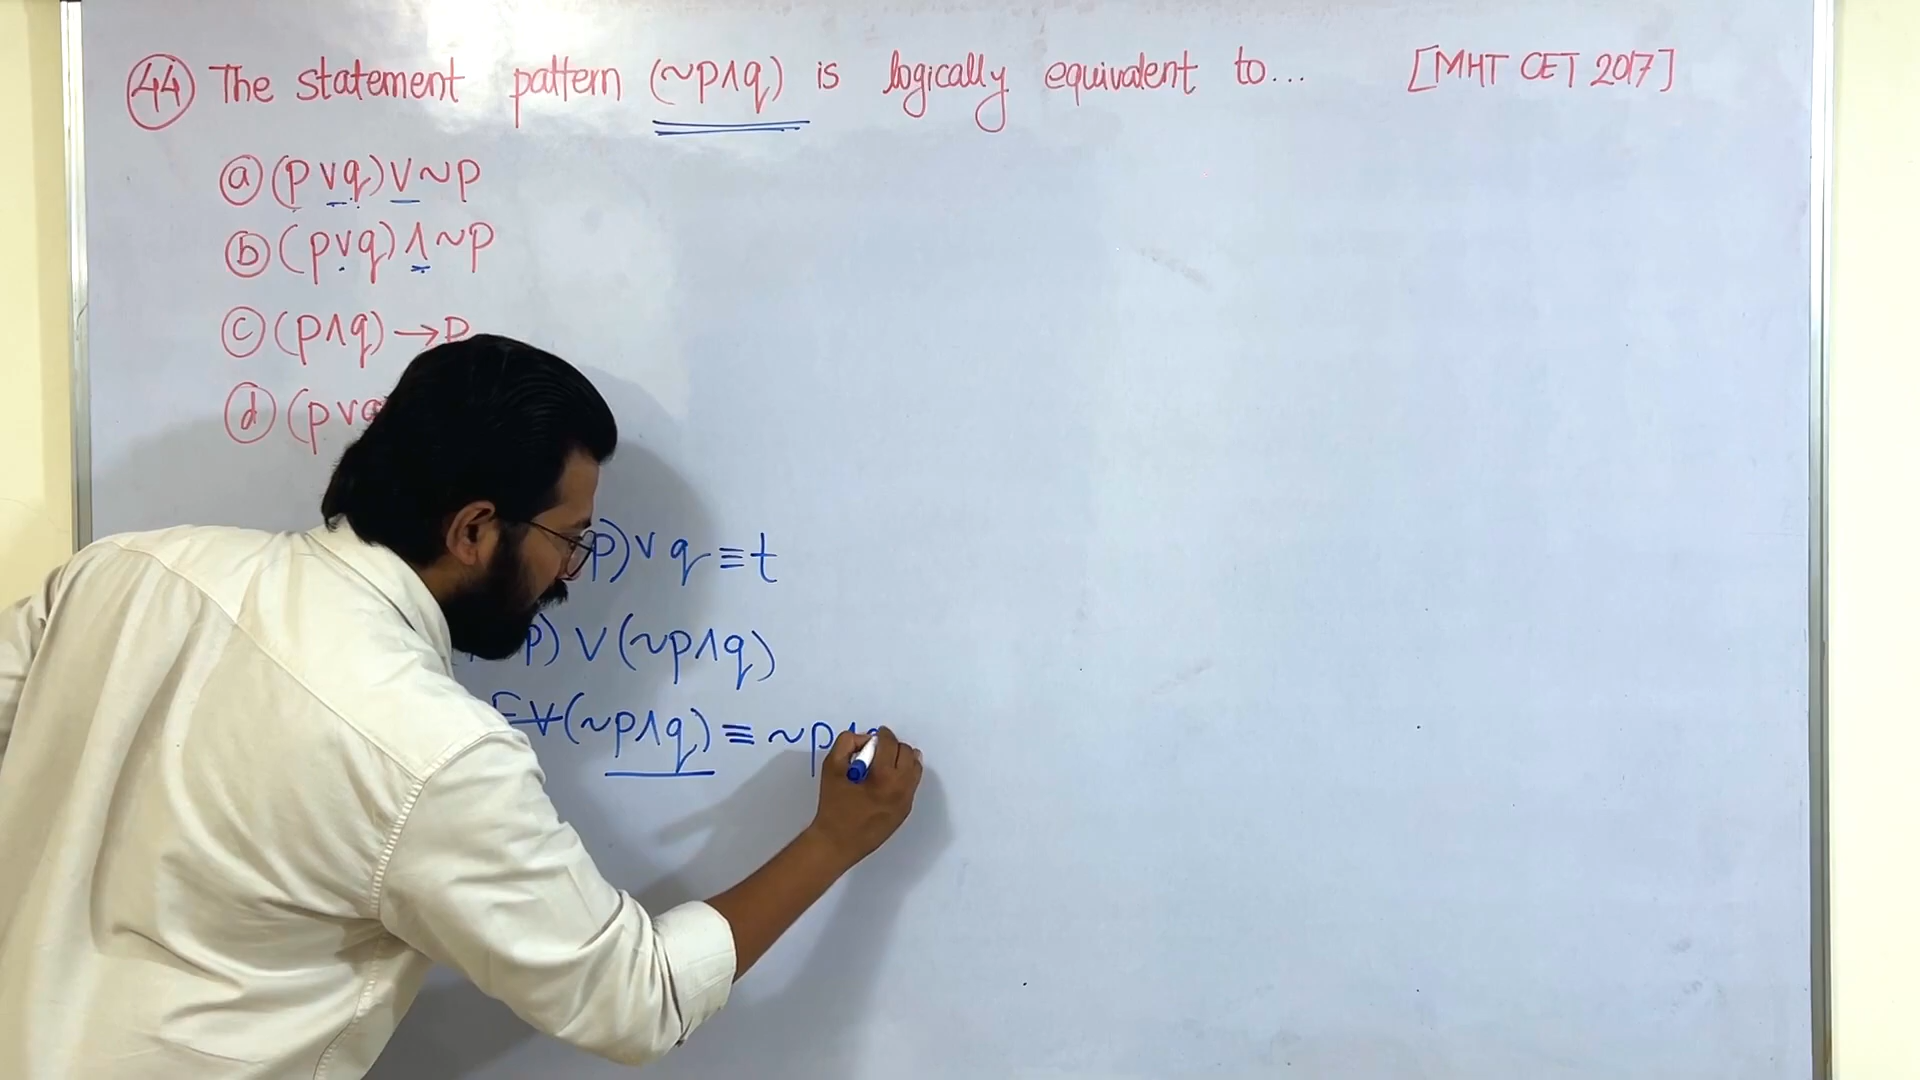 44 The statement pattern (~p∧q) is logically equivalent to... [MHT CET 2017]
a (p∨q)∨~p
b (p∨q)∧~p
c (p∧q)→p
d (p∨q
p)∨q≡t
p)∨(~p∧q)
F∨(~p∧q)≡~p∧q